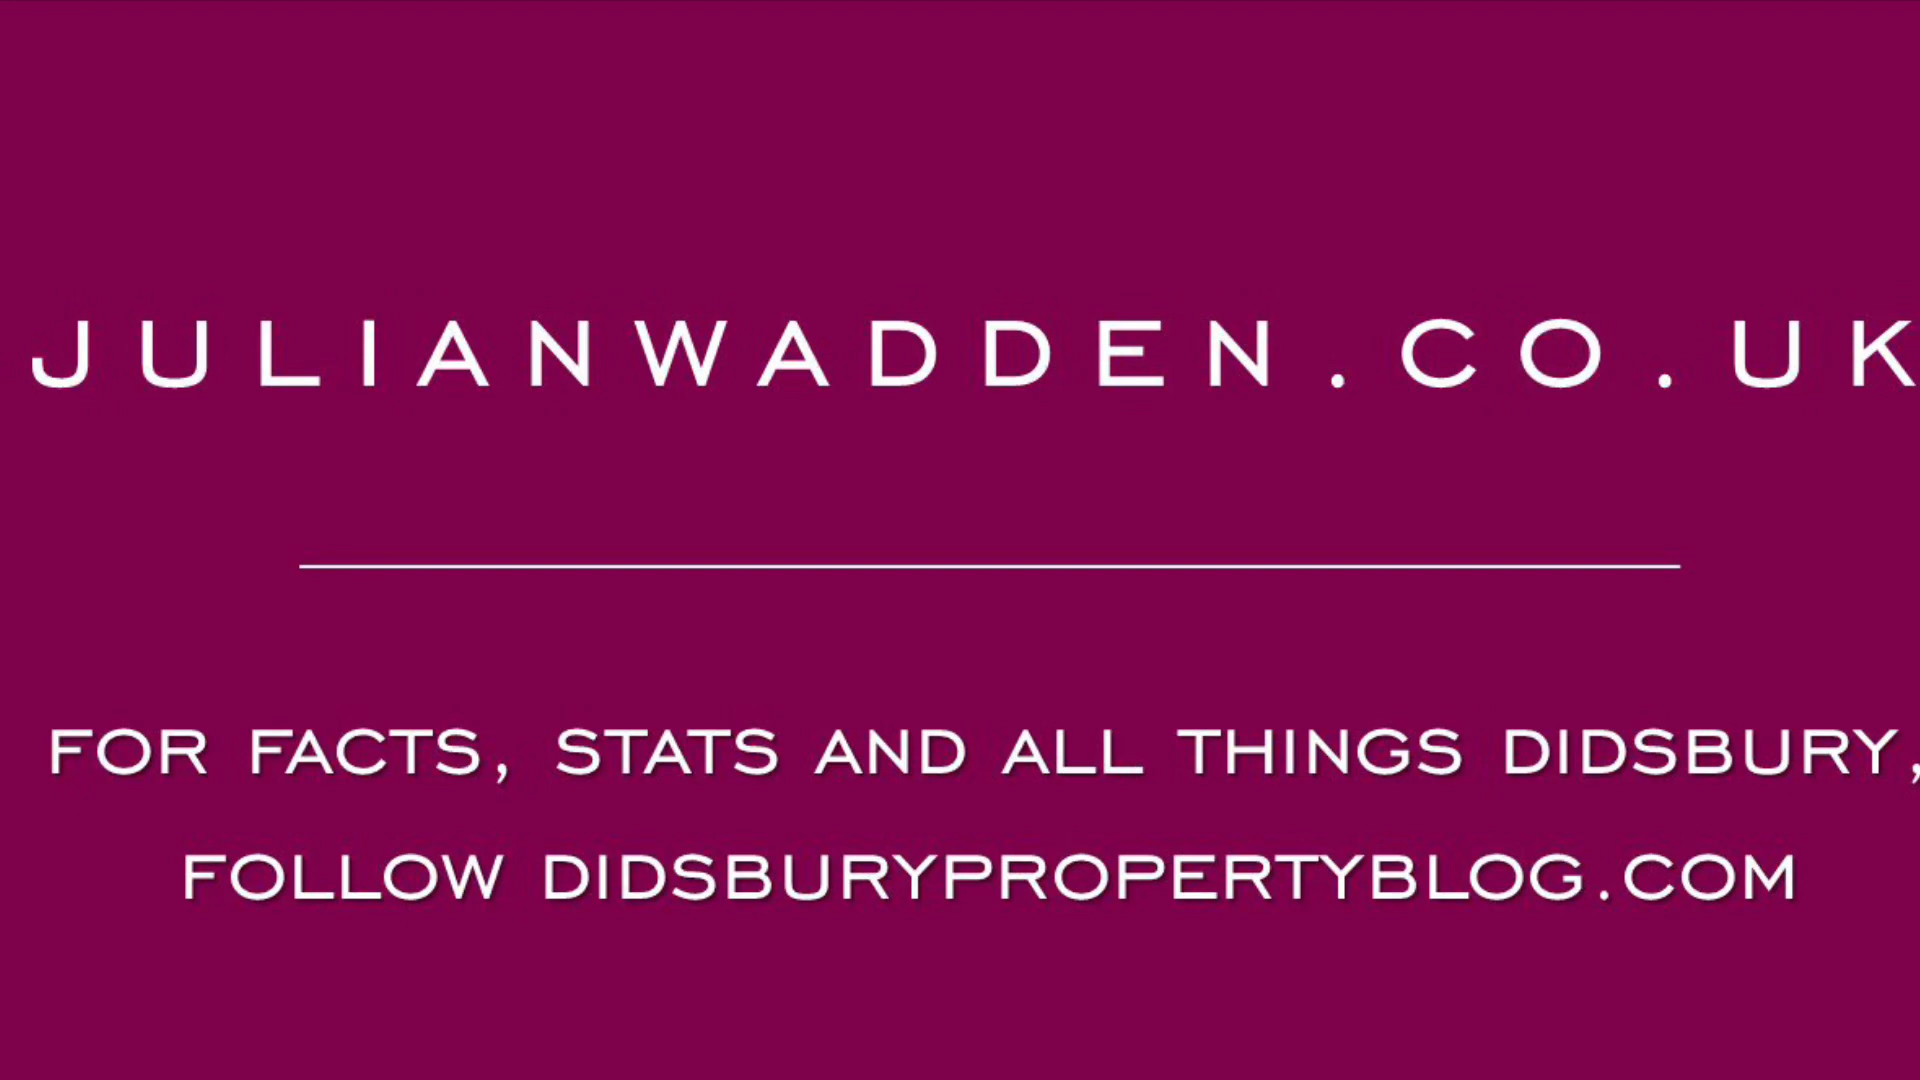 JULIANWADDEN.CO.UK
FOR FACTS, STATS AND ALL THINGS DIDSBURY,
FOLLOW DIDSBURYPROPERTYBLOG.COM